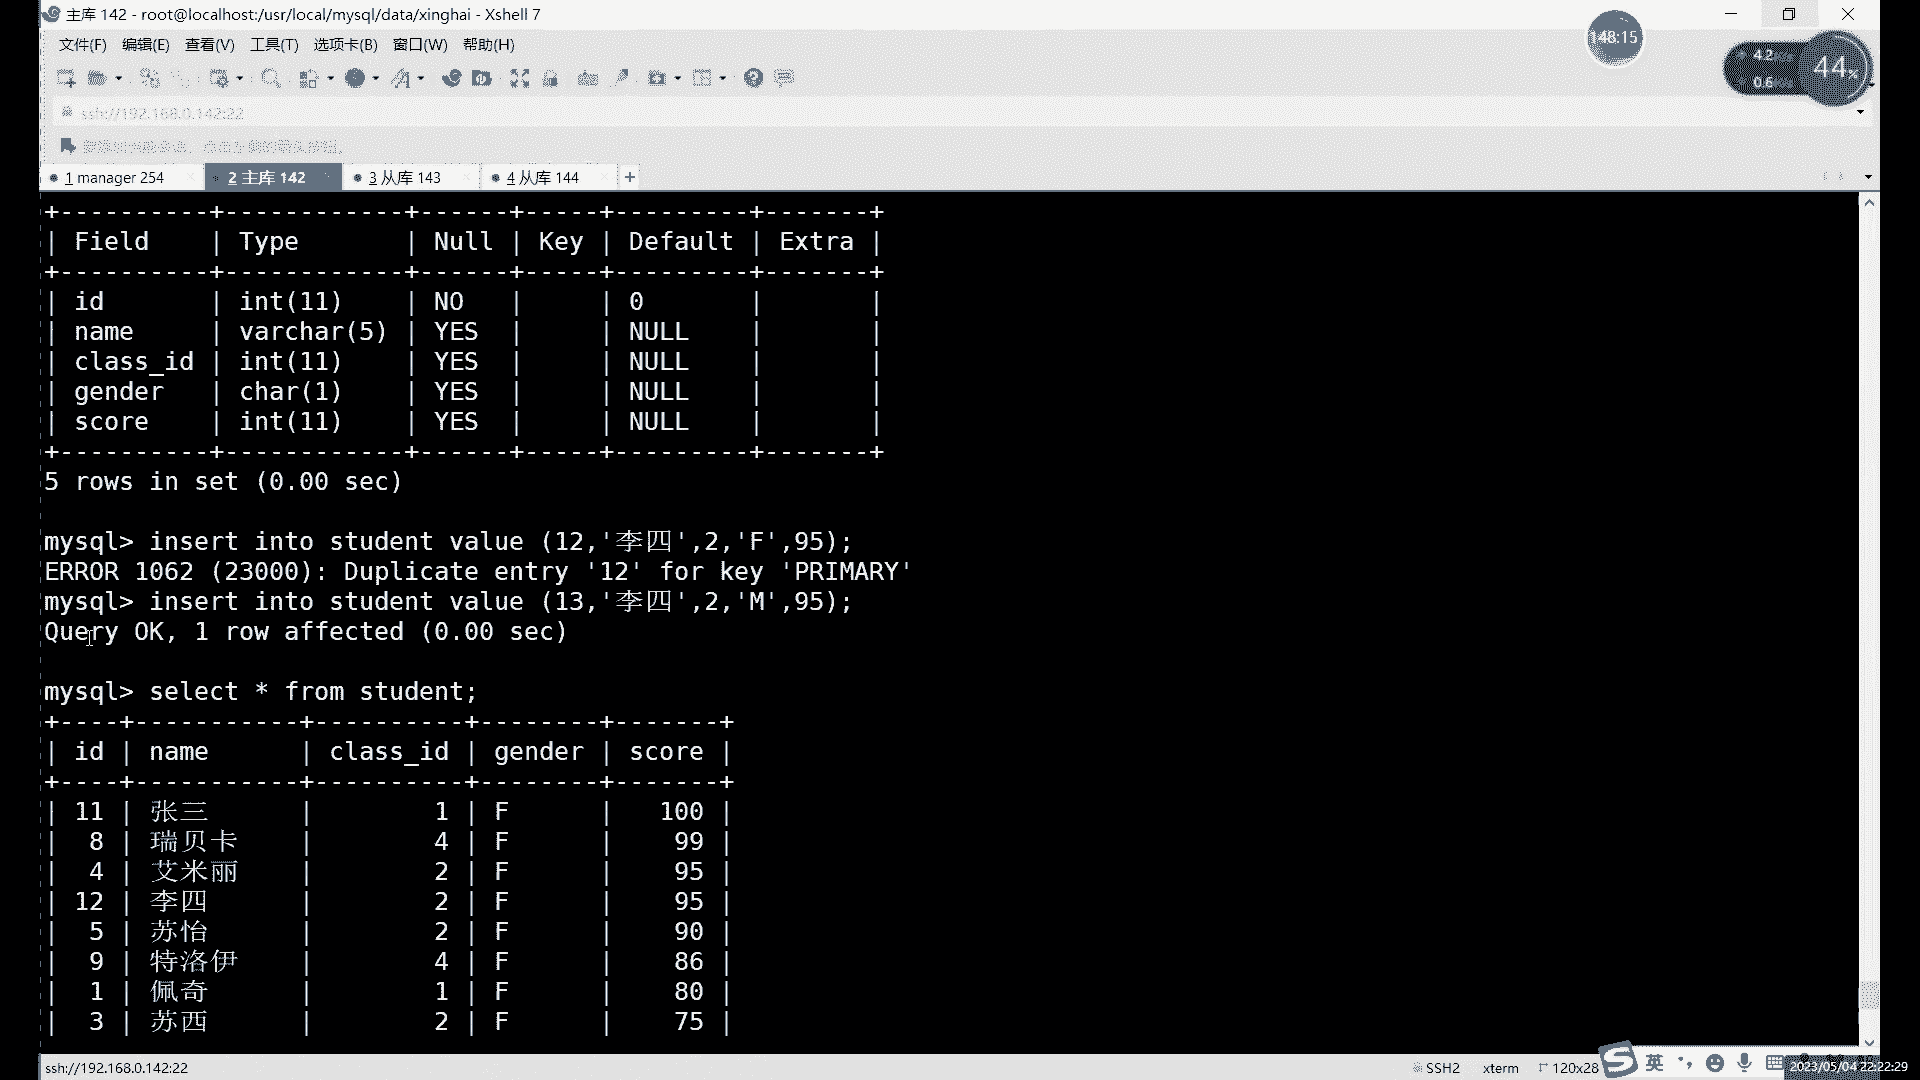 主库 142 - root@localhost:/usr/local/mysql/data/xinghai - Xshell 7
文件(F) 编辑(E) 查看(V) 工具(T) 选项卡(B) 窗口(W) 帮助(H)
148:15
4.2
0.6
44%
ssh://192.168.0.142:22
1 manager 254 2 主库 142 3 从库 143 4 从库 144 +
+----------+------------+------+-----+---------+-------+
| Field    | Type       | Null | Key | Default | Extra |
+----------+------------+------+-----+---------+-------+
| id       | int(11)    | NO   |     | 0       |       |
| name     | varchar(5) | YES  |     | NULL    |       |
| class_id | int(11)    | YES  |     | NULL    |       |
| gender   | char(1)    | YES  |     | NULL    |       |
| score    | int(11)    | YES  |     | NULL    |       |
+----------+------------+------+-----+---------+-------+
5 rows in set (0.00 sec)
mysql> insert into student value (12,'李四',2,'F',95);
ERROR 1062 (23000): Duplicate entry '12' for key 'PRIMARY'
mysql> insert into student value (13,'李四',2,'M',95);
Query OK, 1 row affected (0.00 sec)
mysql> select * from student;
+----+-----------+----------+--------+-------+
| id | name      | class_id | gender | score |
+----+-----------+----------+--------+-------+
| 11 | 张三      |        1 | F      |   100 |
|  8 | 瑞贝卡    |        4 | F      |    99 |
|  4 | 艾米丽    |        2 | F      |    95 |
| 12 | 李四      |        2 | F      |    95 |
|  5 | 苏怡      |        2 | F      |    90 |
|  9 | 特洛伊    |        4 | F      |    86 |
|  1 | 佩奇      |        1 | F      |    80 |
|  3 | 苏西      |        2 | F      |    75 |
ssh://192.168.0.142:22 SSH2 xterm 120x28 英 2023/05/04 22:22:29